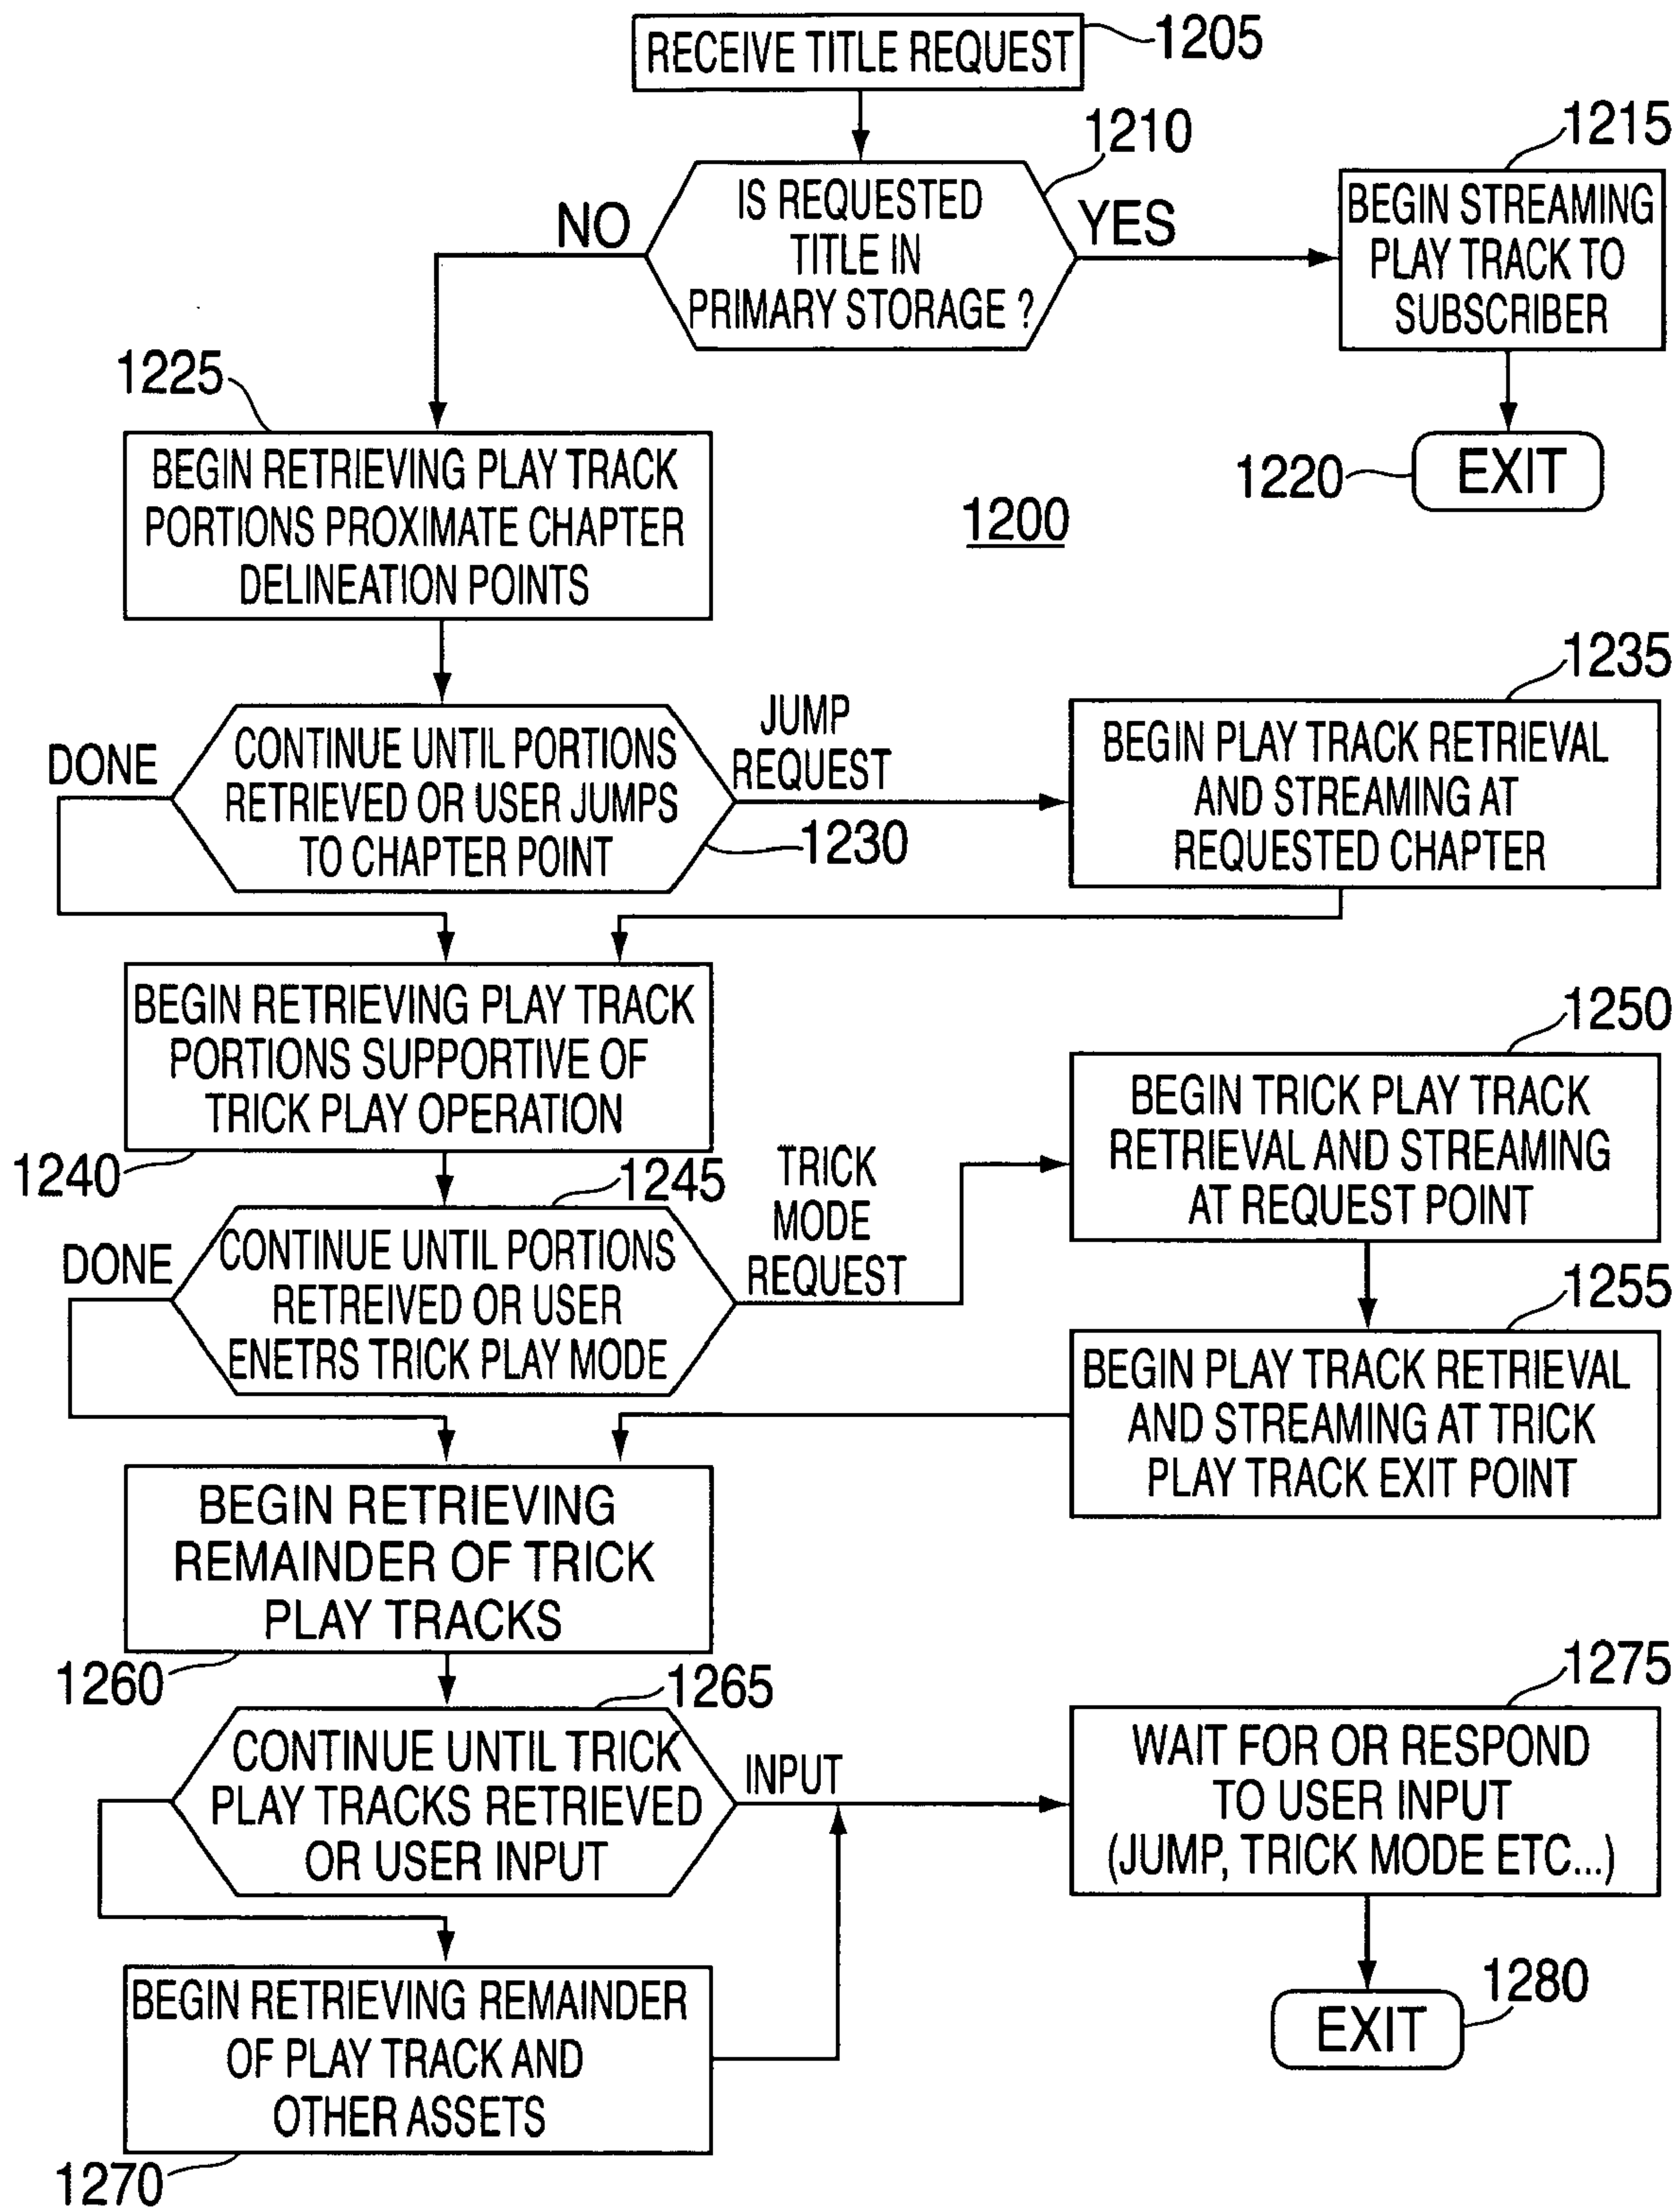 RECEIVE TITLE REQUEST
1205
1210
IS REQUESTED
TITLE IN
PRIMARY STORAGE ?
NO
YES
1215
BEGIN STREAMING
PLAY TRACK TO
SUBSCRIBER
1220
EXIT
1200
1225
BEGIN RETRIEVING PLAY TRACK
PORTIONS PROXIMATE CHAPTER
DELINEATION POINTS
DONE
CONTINUE UNTIL PORTIONS
RETRIEVED OR USER JUMPS
TO CHAPTER POINT
1230
JUMP
REQUEST
1235
BEGIN PLAY TRACK RETRIEVAL
AND STREAMING AT
REQUESTED CHAPTER
BEGIN RETRIEVING PLAY TRACK
PORTIONS SUPPORTIVE OF
TRICK PLAY OPERATION
1240
1245
DONE
CONTINUE UNTIL PORTIONS
RETREIVED OR USER
ENETRS TRICK PLAY MODE
TRICK
MODE
REQUEST
1250
BEGIN TRICK PLAY TRACK
RETRIEVAL AND STREAMING
AT REQUEST POINT
1255
BEGIN PLAY TRACK RETRIEVAL
AND STREAMING AT TRICK
PLAY TRACK EXIT POINT
BEGIN RETRIEVING
REMAINDER OF TRICK
PLAY TRACKS
1260
1265
CONTINUE UNTIL TRICK
PLAY TRACKS RETRIEVED
OR USER INPUT
INPUT
1275
WAIT FOR OR RESPOND
TO USER INPUT
(JUMP, TRICK MODE ETC...)
BEGIN RETRIEVING REMAINDER
OF PLAY TRACK AND
OTHER ASSETS
1270
1280
EXIT